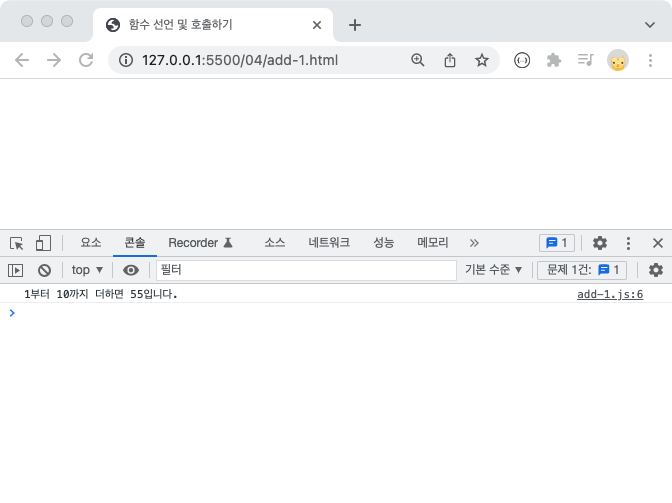 함수 선언 및 호출하기
127.0.0.1:5500/04/add-1.html
요소 콘솔 Recorder 소스 네트워크 성능 메모리 » 1
top ▼ 필터 기본 수준 ▼ 문제 1건: 1
1부터 10까지 더하면 55입니다. add-1.js:6
>